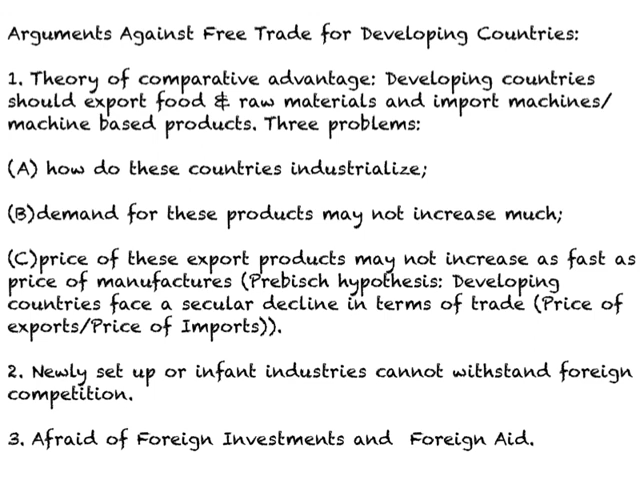 Arguments Against Free Trade for Developing Countries:
1. Theory of comparative advantage: Developing countries
should export food & raw materials and import machines/
machine based products. Three problems:
(A) how do these countries industrialize;
(B)demand for these products may not increase much;
(C)price of these export products may not increase as fast as
price of manufactures (Prebisch hypothesis: Developing
countries face a secular decline in terms of trade (Price of
exports/Price of Imports)).
2. Newly set up or infant industries cannot withstand foreign
competition.
3. Afraid of Foreign Investments and  Foreign Aid.